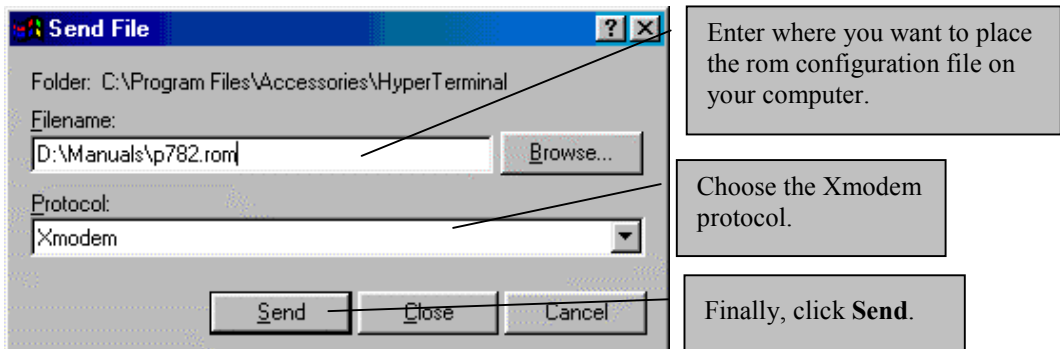 Send File
Folder: C:\Program Files\Accessories\HyperTerminal
Filename:
D:\Manuals\p782.rom
Browse...
Protocol:
Xmodem
Send
Close
Cancel
Enter where you want to place
the rom configuration file on
your computer.
Choose the Xmodem
protocol.
Finally, click Send.